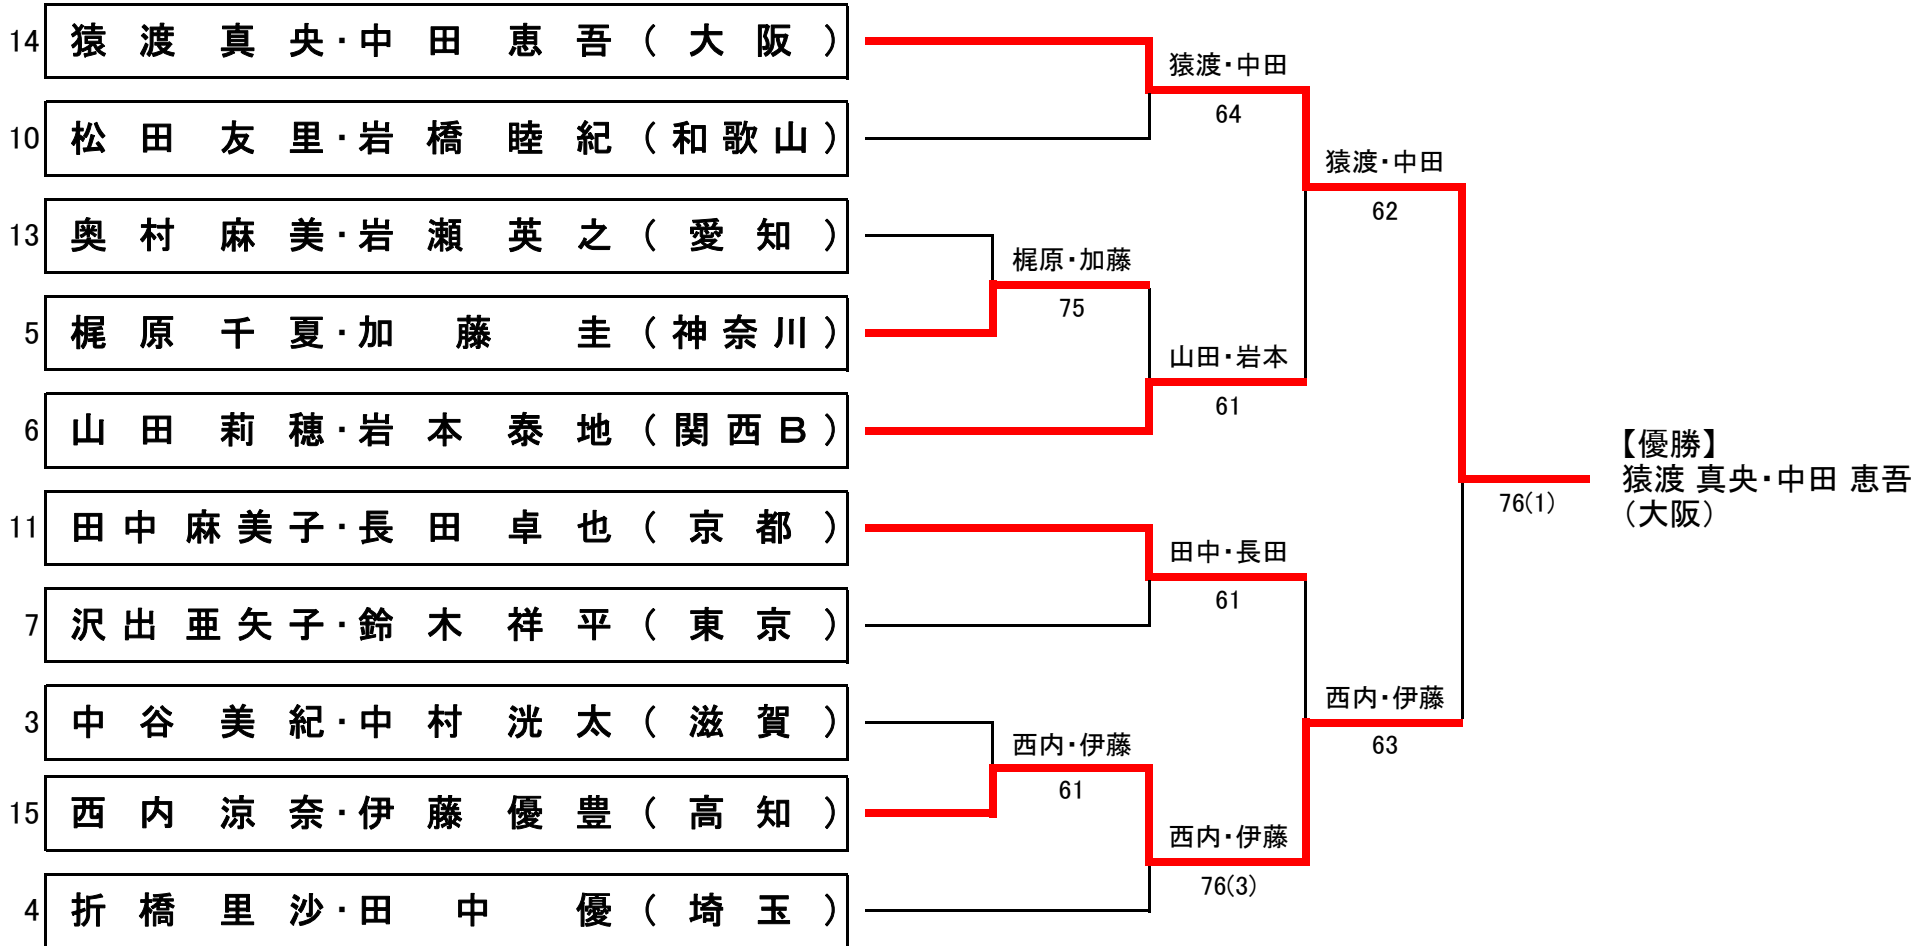 14 猿渡 真央・中田 恵吾（大阪）
10 松田 友里・岩橋 睦紀（和歌山）
13 奥村 麻美・岩瀬 英之（愛知）
5 梶原 千夏・加藤 圭（神奈川）
6 山田 莉穂・岩本 泰地（関西Ｂ）
11 田中 麻美子・長田 卓也（京都）
7 沢出 亜矢子・鈴木 祥平（東京）
3 中谷 美紀・中村 洸太（滋賀）
15 西内 涼奈・伊藤 優豊（高知）
4 折橋 里沙・田中 優（埼玉）
梶原・加藤
75
西内・伊藤
61
猿渡・中田
64
山田・岩本
61
田中・長田
61
西内・伊藤
76(3)
猿渡・中田
62
西内・伊藤
63
76(1)
【優勝】
猿渡 真央・中田 恵吾
（大阪）